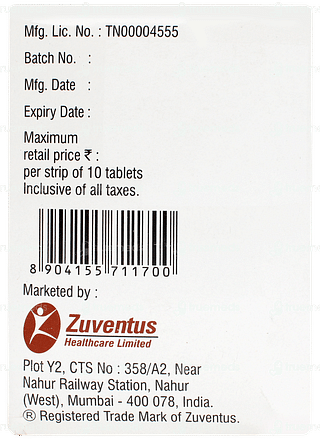 Mfg. Lic. No. : TN00004555
Batch No. :
Mfg. Date :
Expiry Date :
Maximum
retail price ₹ :
per strip of 10 tablets
Inclusive of all taxes.
8 904155 711700
Marketed by :
Zuventus
Healthcare Limited
Plot Y2, CTS No : 358/A2, Near
Nahur Railway Station, Nahur
(West), Mumbai - 400 078, India.
® Registered Trade Mark of Zuventus.